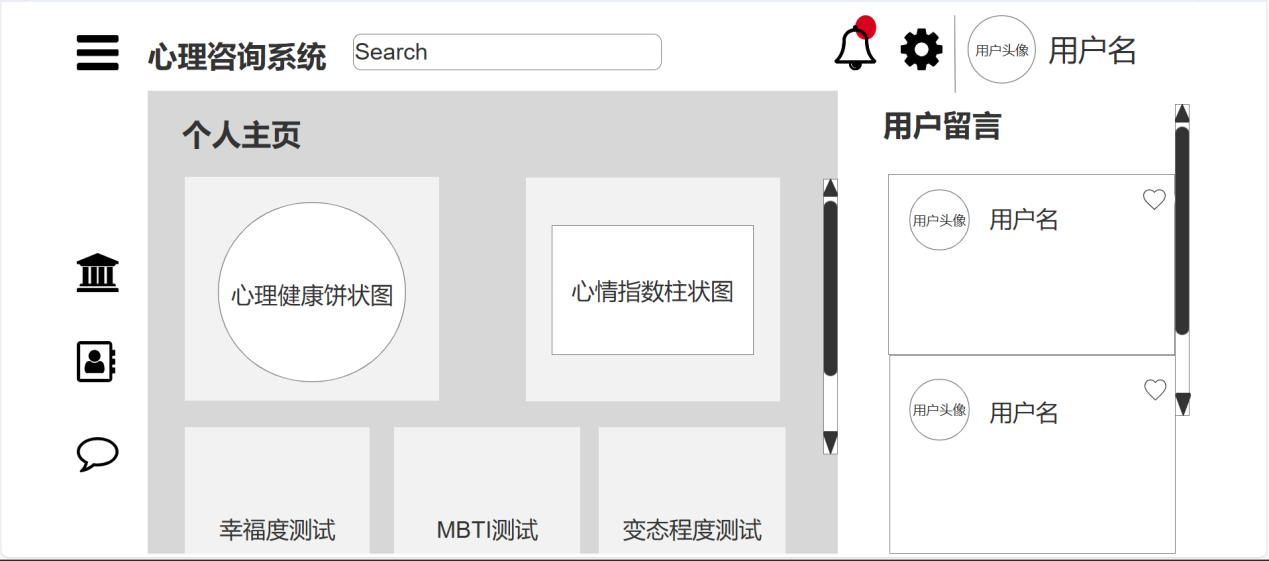 心理咨询系统
Search
用户头像
用户名
个人主页
心理健康饼状图
心情指数柱状图
幸福度测试
MBTI测试
变态程度测试
用户留言
用户头像
用户名
用户头像
用户名